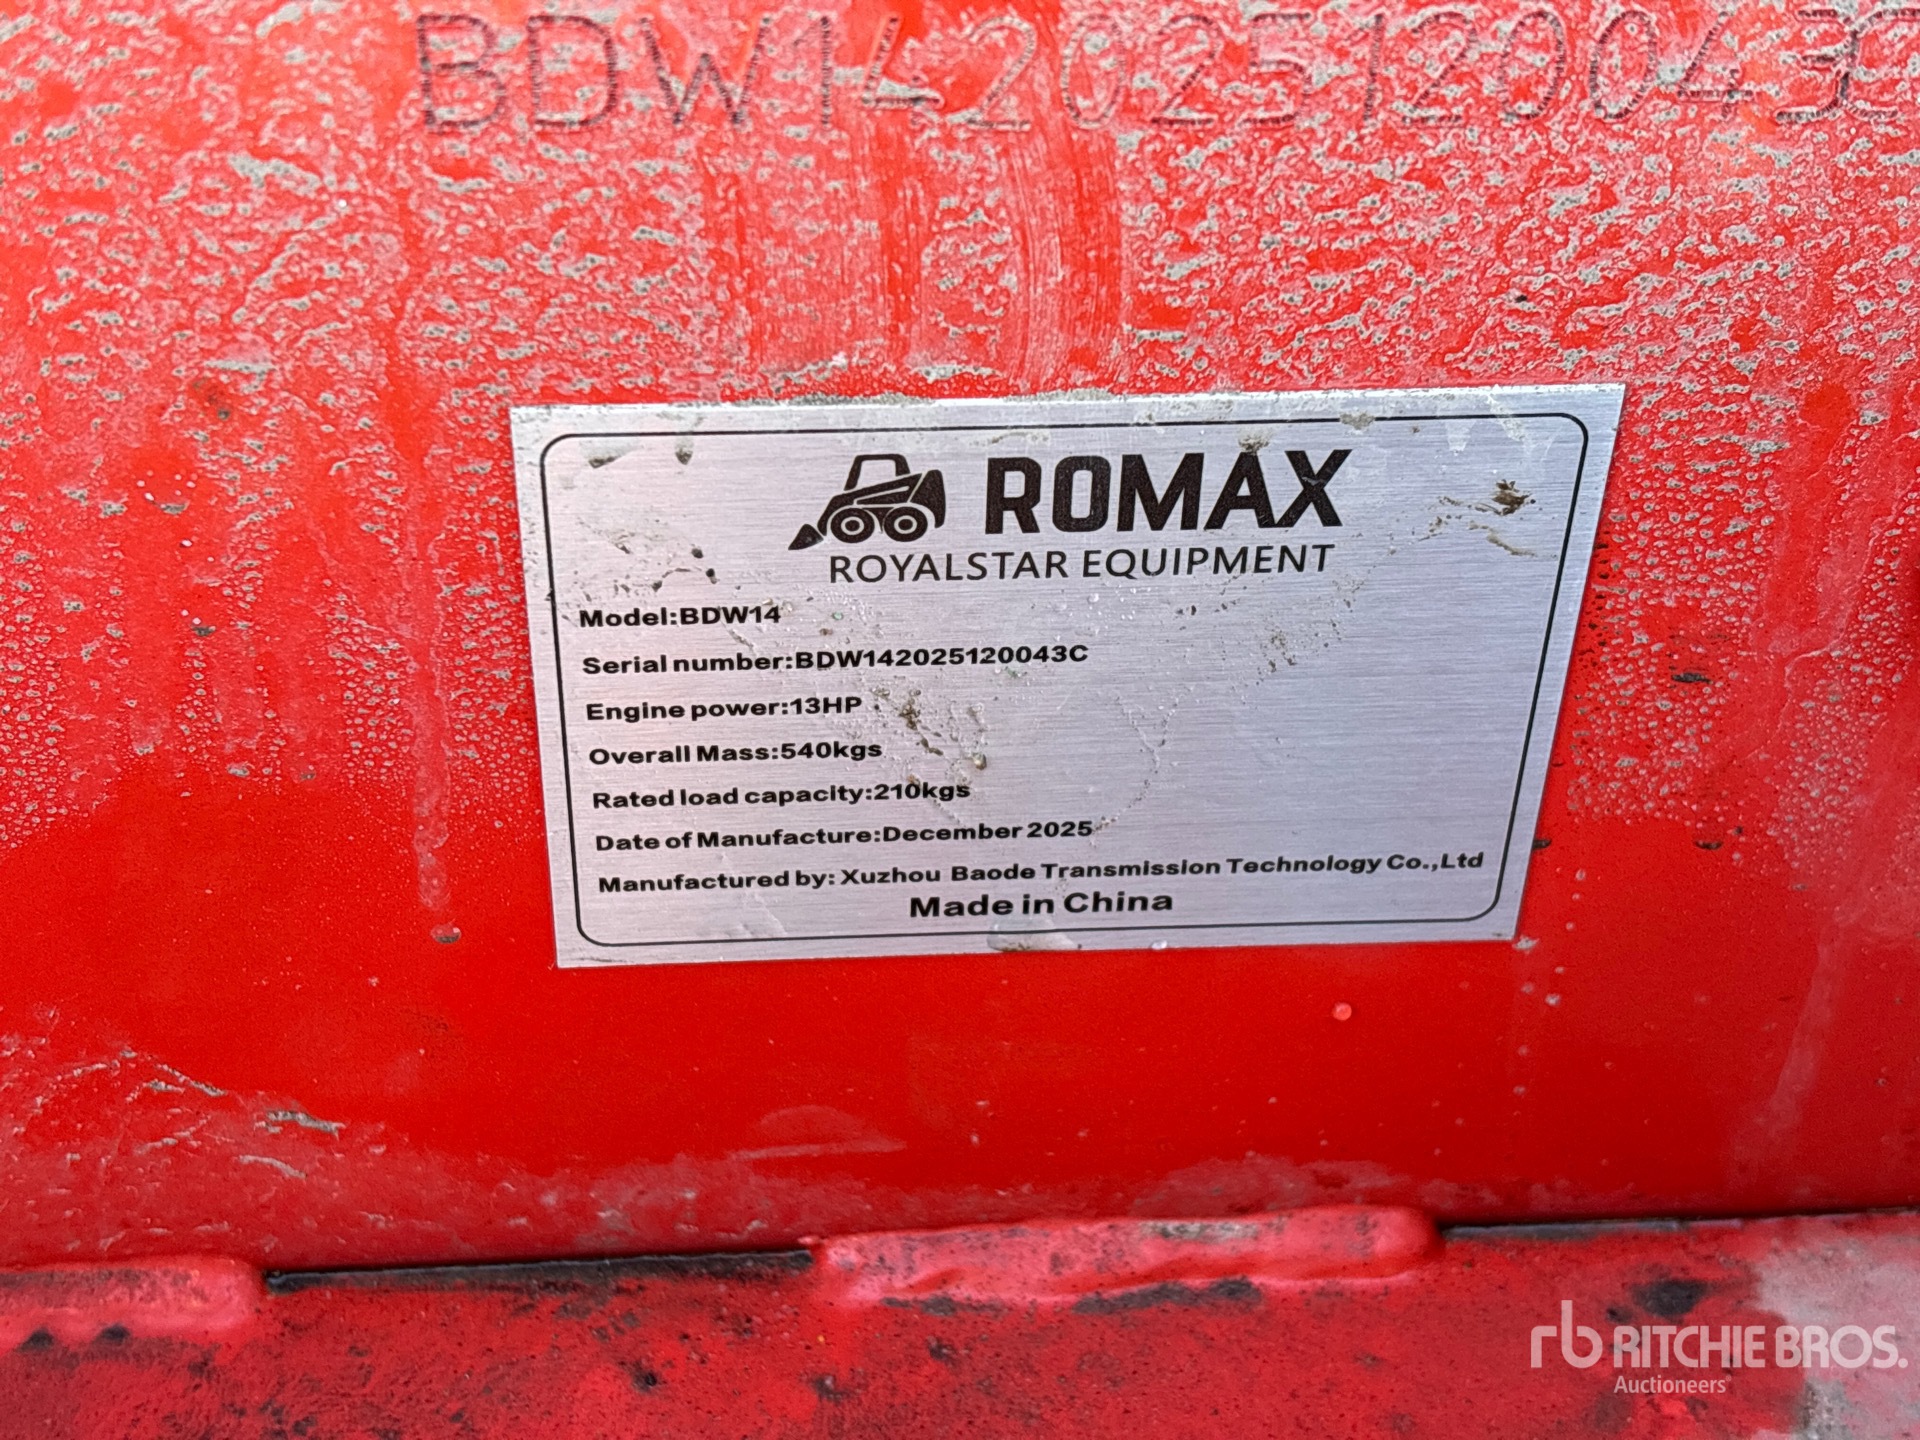 BDW142025120043C
ROMAX
ROYALSTAR EQUIPMENT
Model:BDW14
Serial number:BDW142025120043C
Engine power:13HP
Overall Mass:540kgs
Rated load capacity:210kgs
Date of Manufacture:December 2025
Manufactured by: Xuzhou Baode Transmission Technology Co.,Ltd
Made in China
rb RITCHIE BROS.
Auctioneers